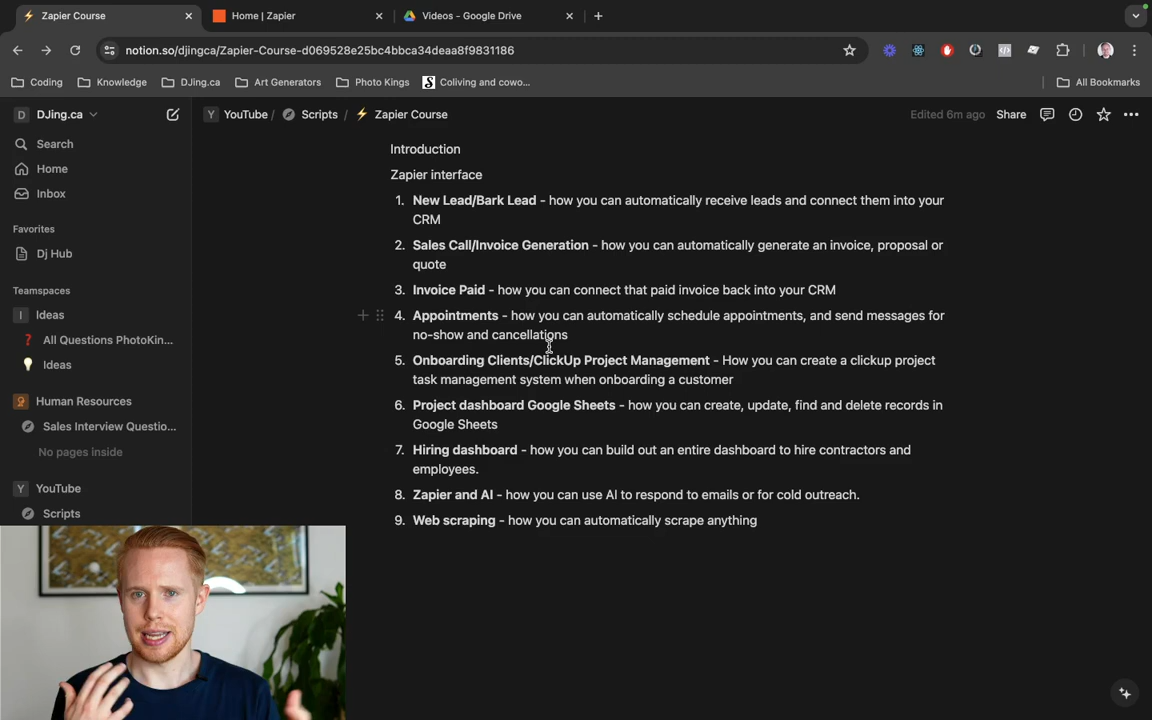 Zapier Course
Home | Zapier
Videos - Google Drive
notion.so/djingca/Zapier-Course-d069528e25bc4bbca34deaa8f9831186
Coding
Knowledge
DJing.ca
Art Generators
Photo Kings
Coliving and cowo...
All Bookmarks
D DJing.ca
Y YouTube / Scripts / Zapier Course
Edited 6m ago
Share
Search
Home
Inbox
Favorites
Dj Hub
Teamspaces
I Ideas
All Questions PhotoKin...
Ideas
Human Resources
Sales Interview Questio...
No pages inside
Y YouTube
Scripts
Introduction
Zapier interface
1. New Lead/Bark Lead - how you can automatically receive leads and connect them into your
CRM
2. Sales Call/Invoice Generation - how you can automatically generate an invoice, proposal or
quote
3. Invoice Paid - how you can connect that paid invoice back into your CRM
4. Appointments - how you can automatically schedule appointments, and send messages for
no-show and cancellations
5. Onboarding Clients/ClickUp Project Management - How you can create a clickup project
task management system when onboarding a customer
6. Project dashboard Google Sheets - how you can create, update, find and delete records in
Google Sheets
7. Hiring dashboard - how you can build out an entire dashboard to hire contractors and
employees.
8. Zapier and AI - how you can use AI to respond to emails or for cold outreach.
9. Web scraping - how you can automatically scrape anything